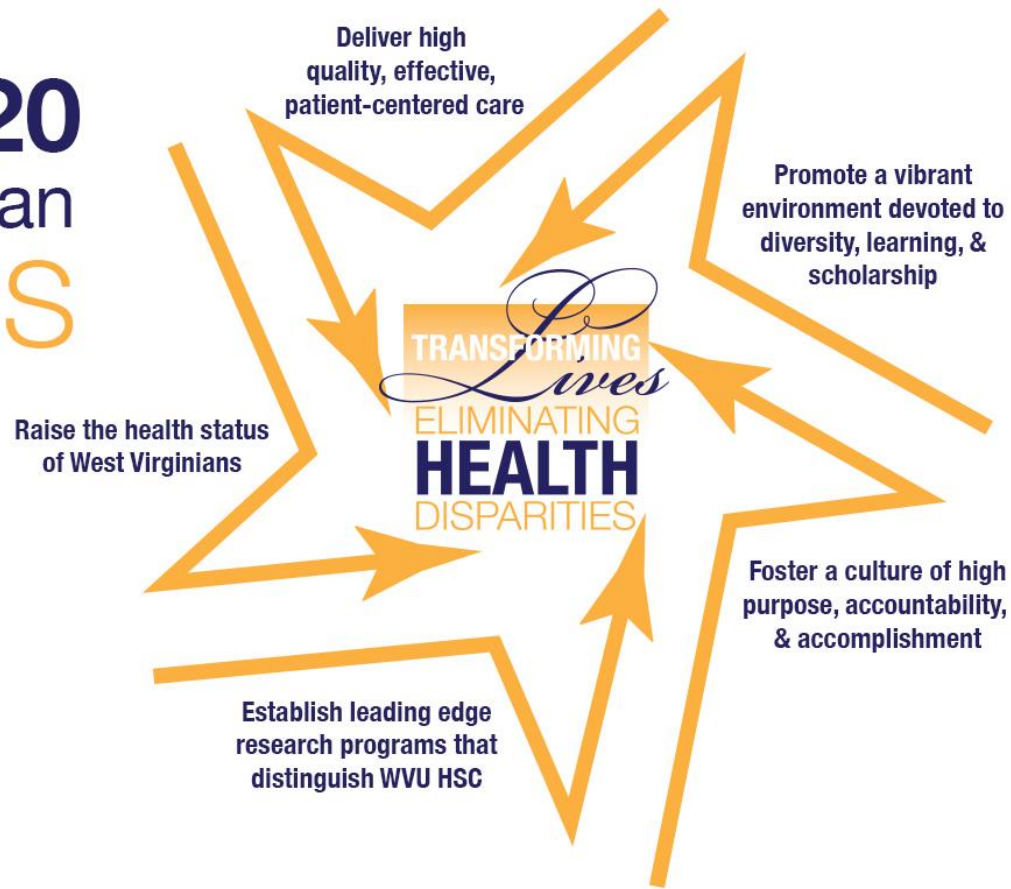 20
an
S
Deliver high
quality, effective,
patient-centered care
Promote a vibrant
environment devoted to
diversity, learning, &
scholarship
TRANSFORMING
Lives
ELIMINATING
HEALTH
DISPARITIES
Raise the health status
of West Virginians
Foster a culture of high
purpose, accountability,
& accomplishment
Establish leading edge
research programs that
distinguish WVU HSC